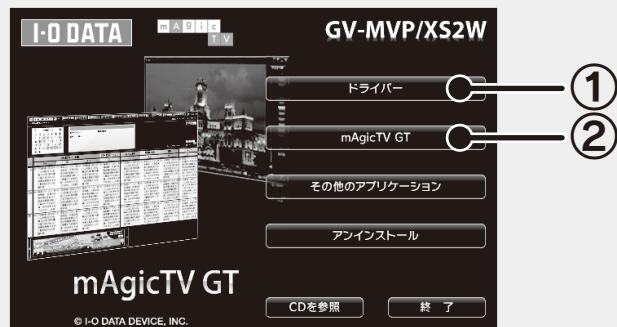 I-O DATA
mAgic
TV
GV-MVP/XS2W
ドライバー
①
mAgicTV GT
②
その他のアプリケーション
アンインストール
mAgicTV GT
CDを参照
終 了
© I-O DATA DEVICE, INC.